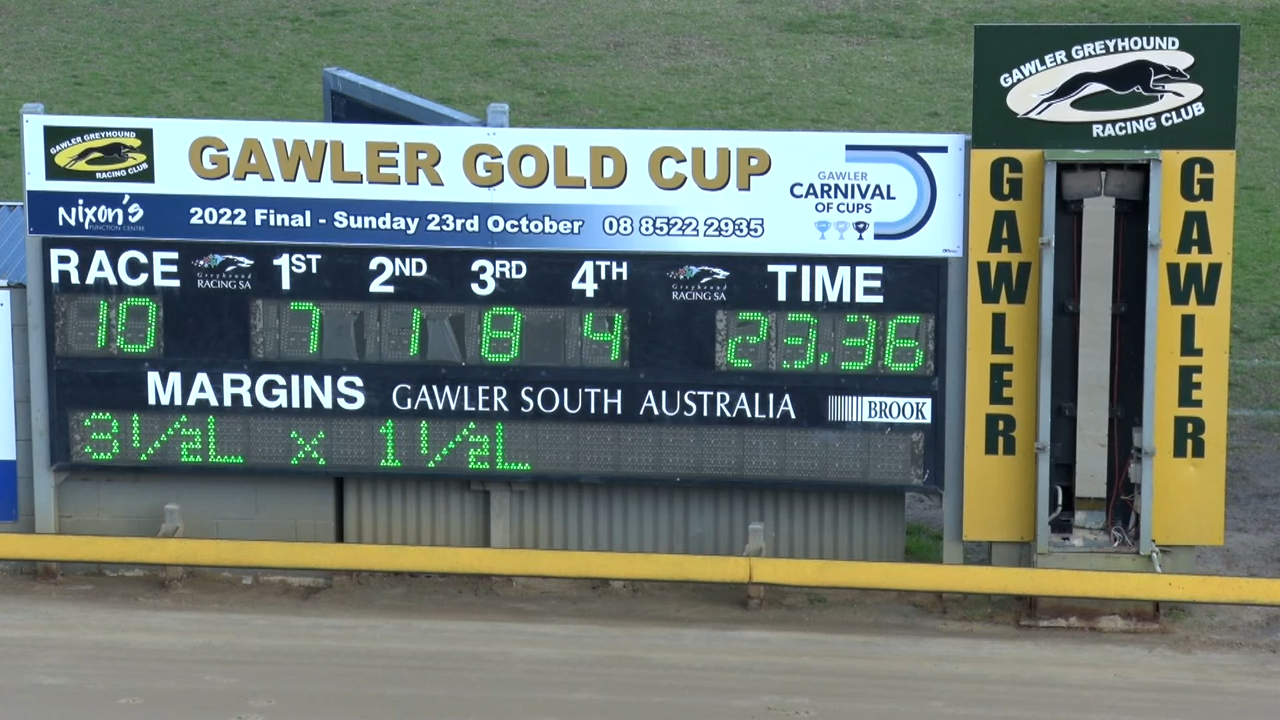 GAWLER GREYHOUND
RACING CLUB
GAWLER GREYHOUND
RACING CLUB
GAWLER GOLD CUP
GAWLER
CARNIVAL
OF CUPS
Nixon's
FUNCTION CENTRE
2022 Final - Sunday 23rd October 08 8522 2935
RACE
Greyhound
RACING SA
1ST 2ND 3RD 4TH
Greyhound
RACING SA
TIME
10 7 1 8 4 23.36
MARGINS GAWLER SOUTH AUSTRALIA BROOK
3 1/2L x 1 1/2L
GAWLER
GAWLER